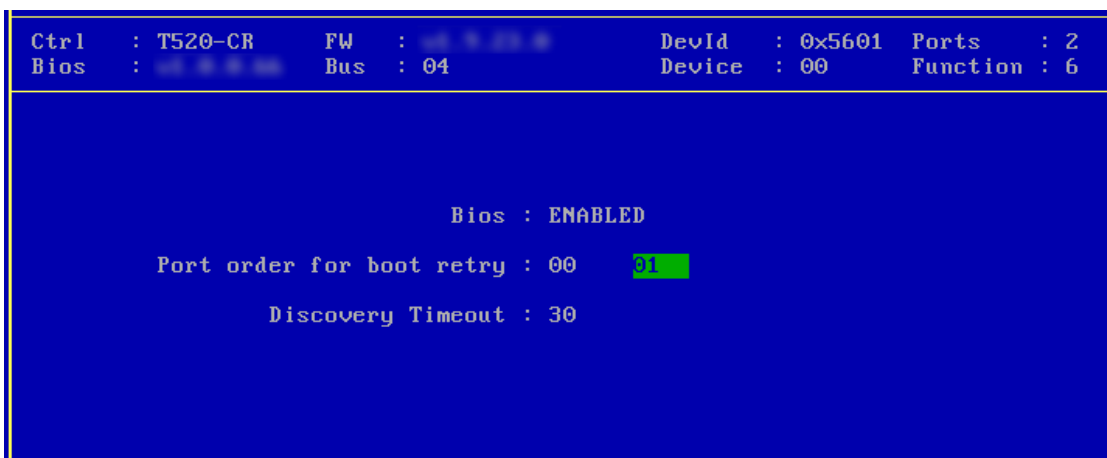 Ctrl : T520-CR FW : DevId : 0x5601 Ports : 2
Bios : Bus : 04 Device : 00 Function : 6
Bios : ENABLED
Port order for boot retry : 00 01
Discovery Timeout : 30